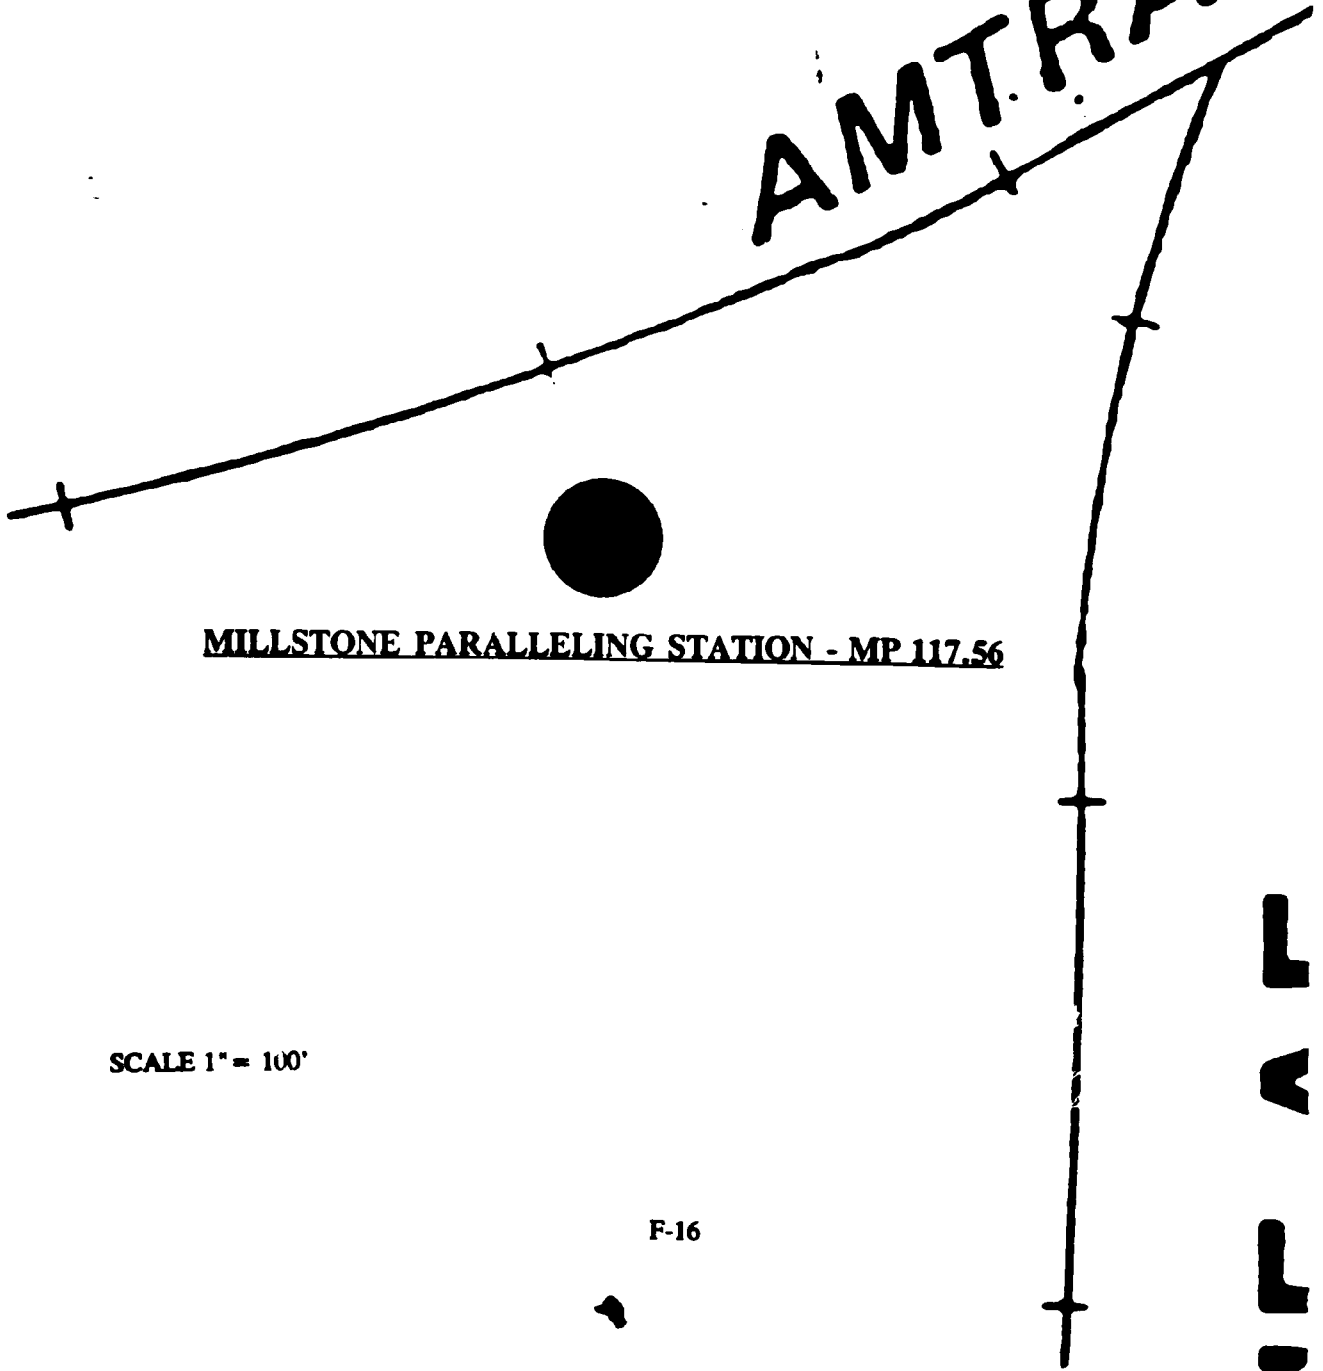 AMTRA
MILLSTONE PARALLELING STATION - MP 117.56
L
A
SCALE 1" = 100'
F-16
L